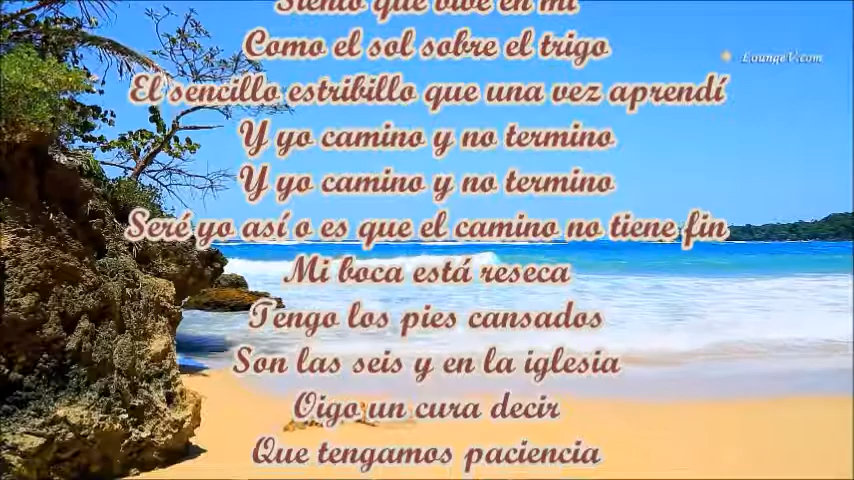 Siento que vive en mi
Como el sol sobre el trigo
LoungeV.com
El sencillo estribillo que una vez aprendí
Y yo camino y no termino
Y yo camino y no termino
Seré yo así o es que el camino no tiene fin
Mi boca está reseca
Tengo los pies cansados
Son las seis y en la iglesia
Oigo un cura decir
Que tengamos paciencia